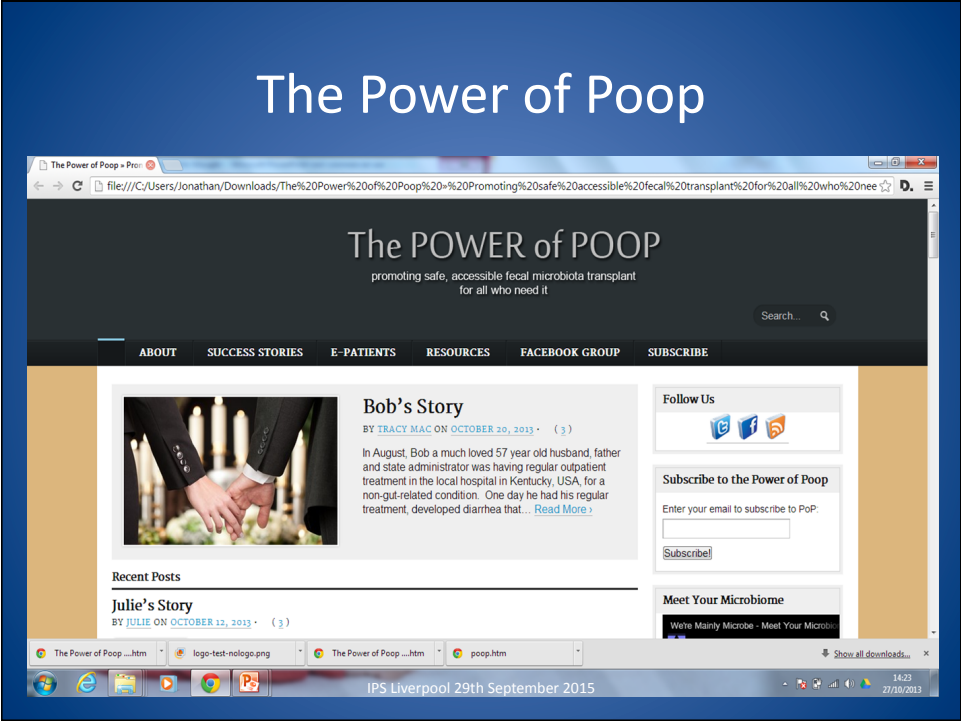 The Power of Poop
The Power of Poop » Pron
file:///C:/Users/Jonathan/Downloads/The%20Power%20of%20Poop%20»%20Promoting%20safe%20accessible%20fecal%20transplant%20for%20all%20who%20nee
D.
The POWER of POOP
promoting safe, accessible fecal microbiota transplant
for all who need it
Search...
ABOUT SUCCESS STORIES E-PATIENTS RESOURCES FACEBOOK GROUP SUBSCRIBE
Bob's Story
BY TRACY MAC ON OCTOBER 20, 2013 · ( 3 )
In August, Bob a much loved 57 year old husband, father
and state administrator was having regular outpatient
treatment in the local hospital in Kentucky, USA, for a
non-gut-related condition. One day he had his regular
treatment, developed diarrhea that… Read More ›
Follow Us
Subscribe to the Power of Poop
Enter your email to subscribe to PoP:
Subscribe!
Recent Posts
Julie's Story
BY JULIE ON OCTOBER 12, 2013 · ( 3 )
Meet Your Microbiome
We're Mainly Microbe - Meet Your Microbio
The Power of Poop ....htm logo-test-nologo.png The Power of Poop ....htm poop.htm Show all downloads...
IPS Liverpool 29th September 2015
14:23
27/10/2013